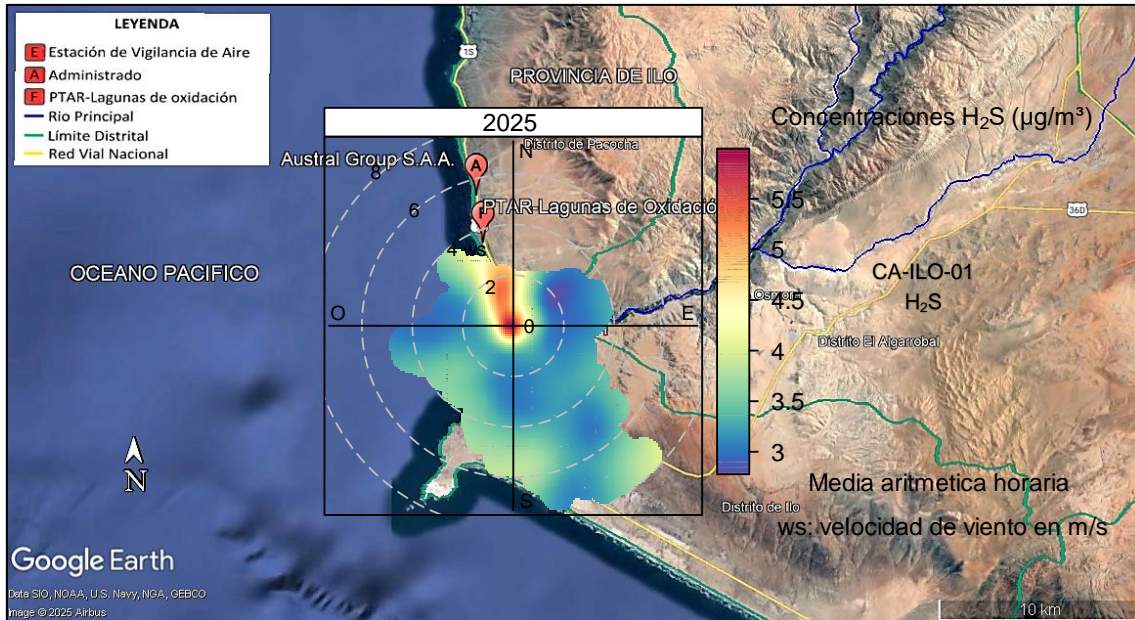 LEYENDA
E Estación de Vigilancia de Aire
A Administrado
F PTAR-Lagunas de oxidación
Rio Principal
Límite Distrital
Red Vial Nacional
1S
PROVINCIA DE ILO
2025
Concentraciones H₂S (µg/m³)
Distrito de Pacocha
N
Austral Group S.A.A.
A
8
6
PTAR-Lagunas de Oxidació
F
36D
4 ws
OCEANO PACIFICO
2
O
0
E
5.5
5
4.5
4
3.5
3
CA-ILO-01
H₂S
Osmore
Distrito El Algarrobal
N
S
Media aritmetica horaria
Distrito de Ilo
ws: velocidad de viento en m/s
Google Earth
Data SIO, NOAA, U.S. Navy, NGA, GEBCO
Image © 2025 Airbus
10 km